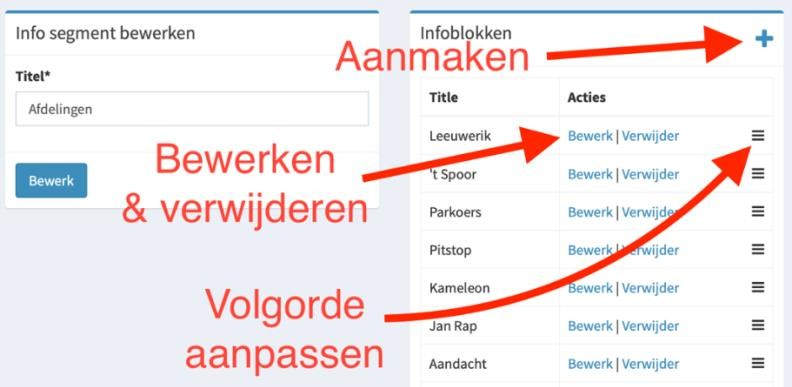 Info segment bewerken
Titel*
Afdelingen
Bewerk
Infoblokken
Aanmaken
Title Acties
Leeuwerik Bewerk | Verwijder
't Spoor Bewerk | Verwijder
Parkoers Bewerk | Verwijder
Pitstop Bewerk | Verwijder
Kameleon Bewerk | Verwijder
Jan Rap Bewerk | Verwijder
Aandacht Bewerk | Verwijder
Bewerken
& verwijderen
Volgorde
aanpassen